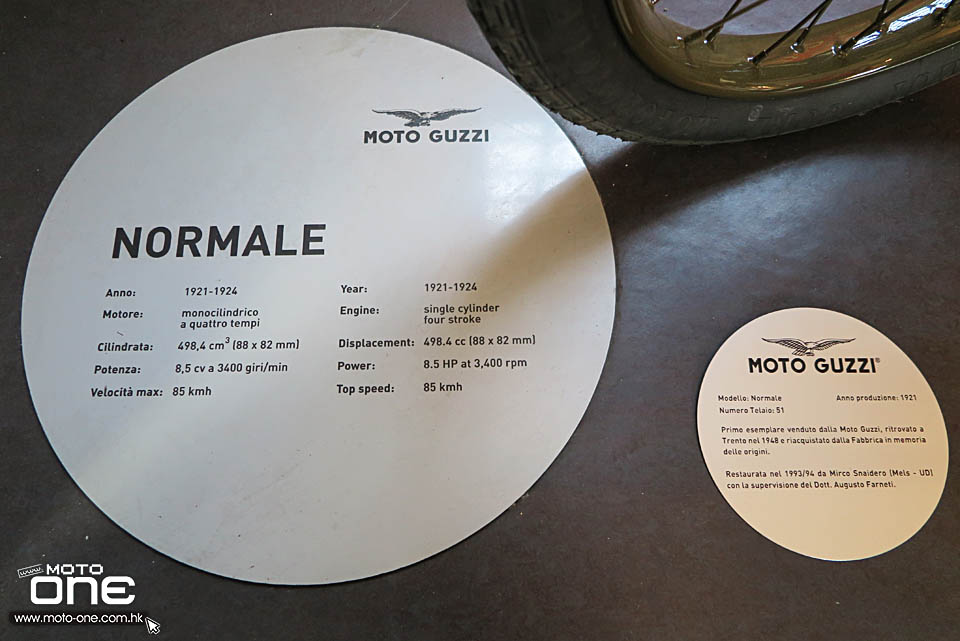 MOTO GUZZI
NORMALE
Anno: 1921-1924
Motore: monocilindrico
a quattro tempi
Cilindrata: 498,4 cm³ (88 x 82 mm)
Potenza: 8,5 cv a 3400 giri/min
Velocità max: 85 kmh
Year: 1921-1924
Engine: single cylinder
four stroke
Displacement: 498.4 cc (88 x 82 mm)
Power: 8.5 HP at 3,400 rpm
Top speed: 85 kmh
MOTO GUZZI®
Modello: Normale Anno produzione: 1921
Numero Telaio: 51
Primo esemplare venduto dalla Moto Guzzi, ritrovato a
Trento nel 1948 e riacquistato dalla Fabbrica in memoria
delle origini.
Restaurata nel 1993/94 da Mirco Snaidero (Mels - UD)
con la supervisione del Dott. Augusto Farneti.
www. MOTO
ONE
www.moto-one.com.hk